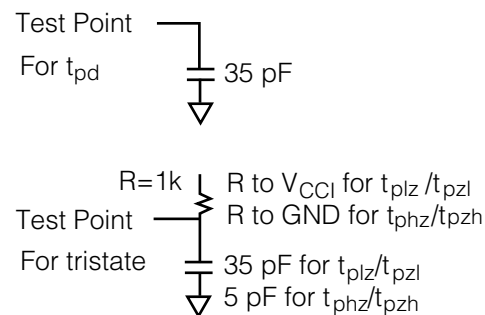 Test Point
For tpd
35 pF
R=1k
R to VCCI for tplz /tpzl
R to GND for tphz/tpzh
Test Point
For tristate
35 pF for tplz/tpzl
5 pF for tphz/tpzh